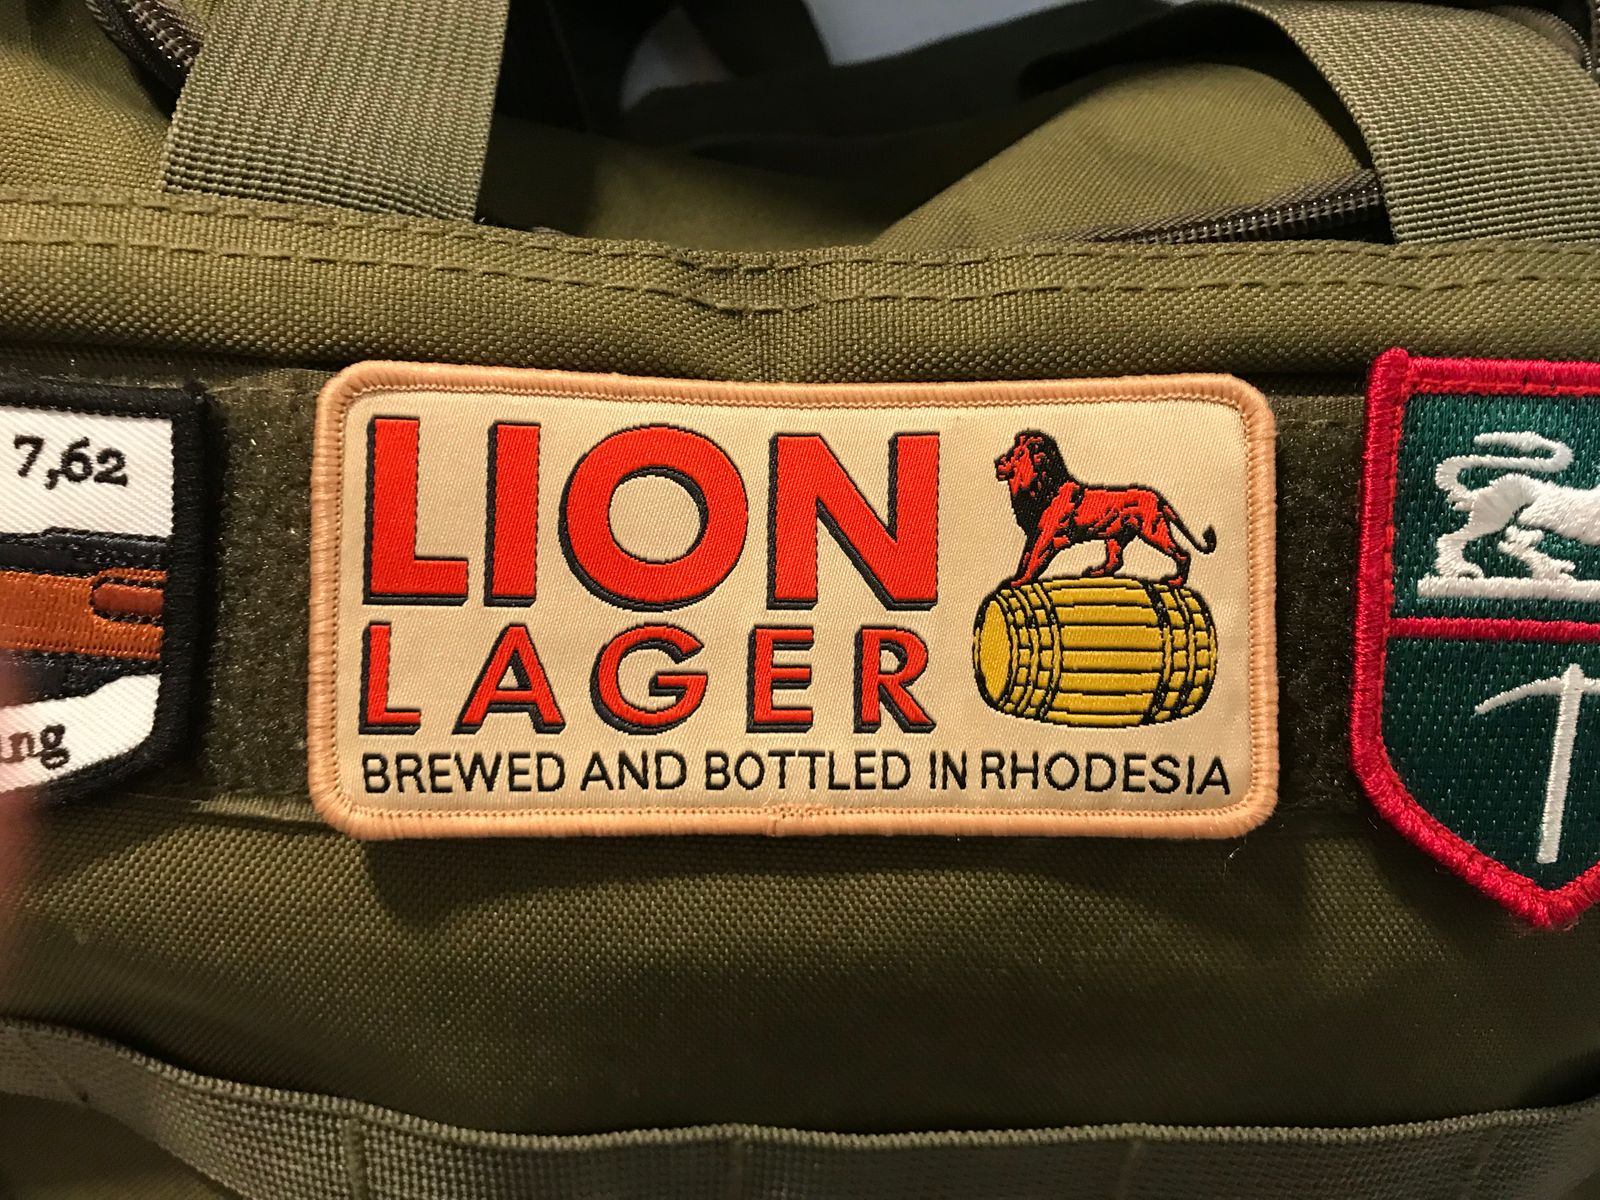 7,62
LION
LAGER
BREWED AND BOTTLED IN RHODESIA